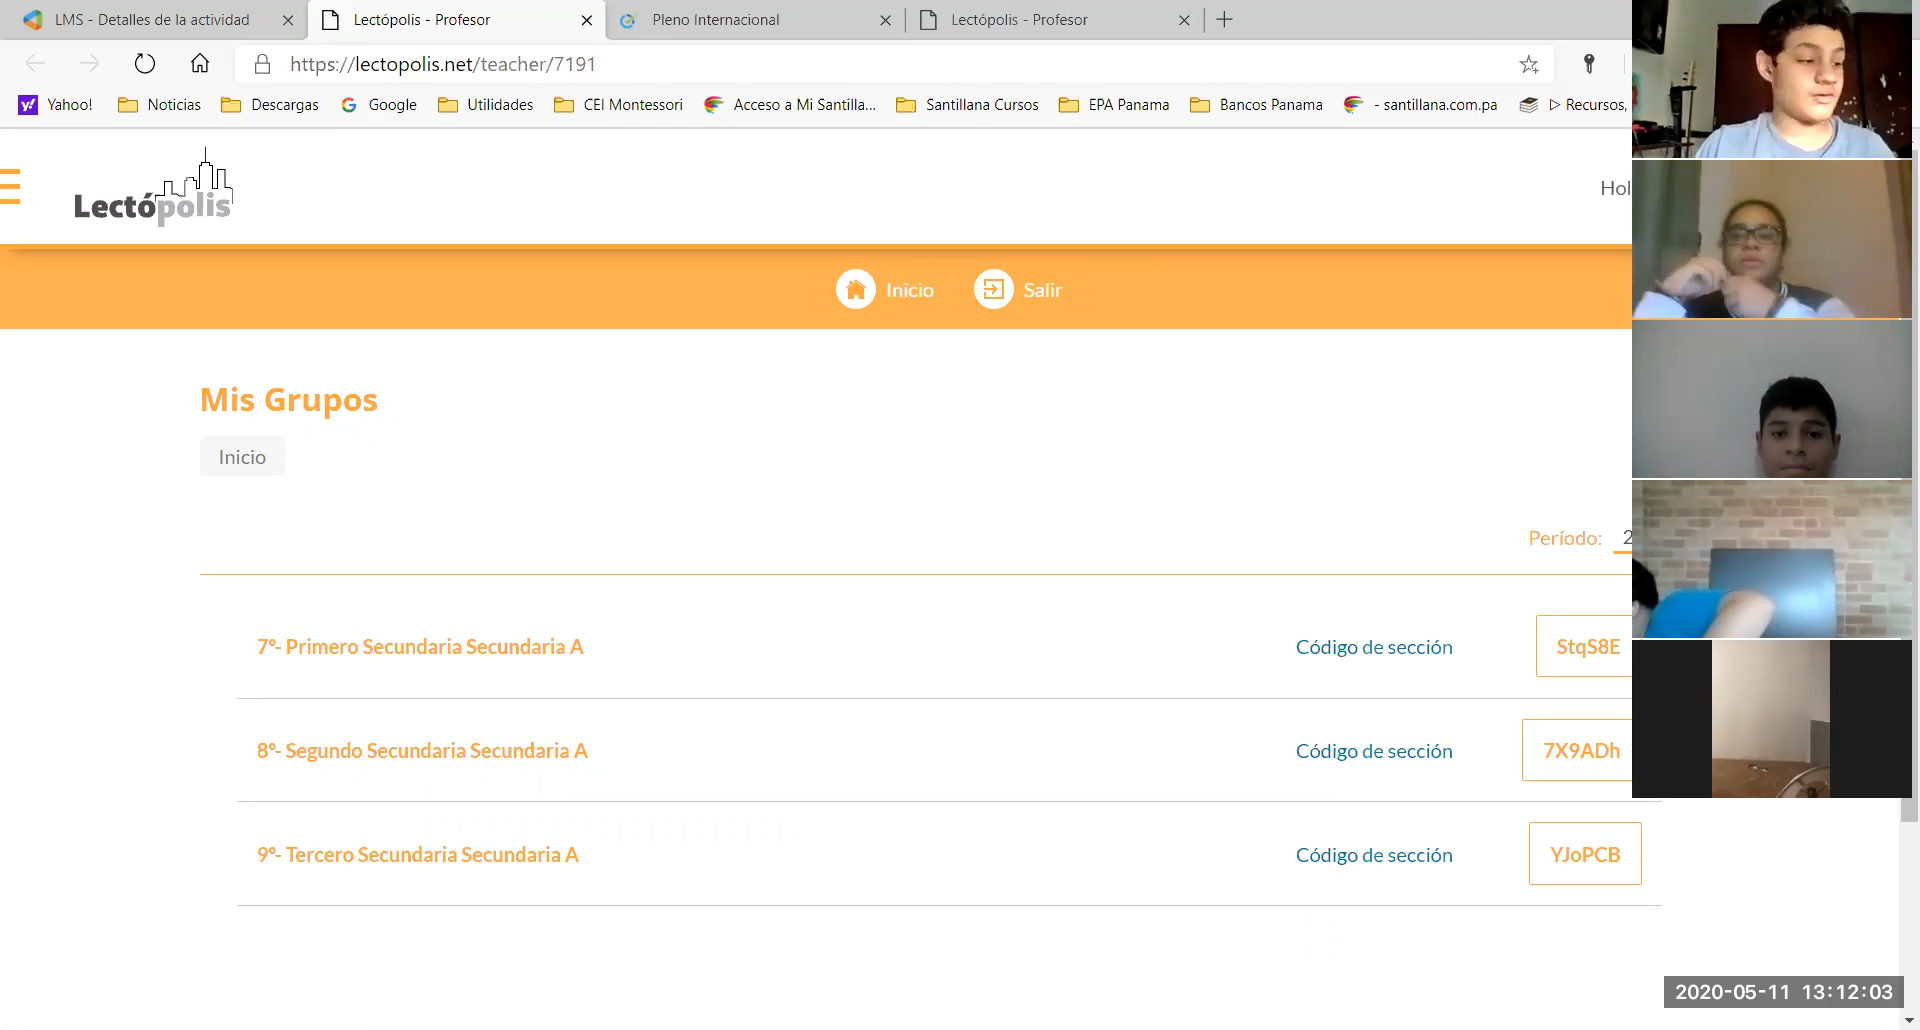 LMS - Detalles de la actividad
Lectópolis - Profesor
Pleno Internacional
Lectópolis - Profesor
https://lectopolis.net/teacher/7191
Yahoo!
Noticias
Descargas
Google
Utilidades
CEI Montessori
Acceso a Mi Santilla...
Santillana Cursos
EPA Panama
Bancos Panama
- santillana.com.pa
Recursos,
Lectópolis
Hol
Inicio
Salir
Mis Grupos
Inicio
Período: 2
7º- Primero Secundaria Secundaria A Código de sección StqS8E
8º- Segundo Secundaria Secundaria A Código de sección 7X9ADh
9º- Tercero Secundaria Secundaria A Código de sección YJoPCB
2020-05-11 13:12:03